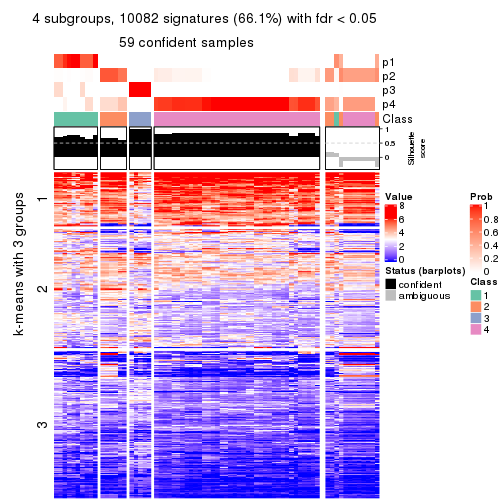 4 subgroups, 10082 signatures (66.1%) with fdr < 0.05
59 confident samples
p1
p2
p3
p4
Class
1
0.5
0
Silhouette
score
k-means with 3 groups
1
2
3
Value
8
6
4
2
0
Status (barplots)
confident
ambiguous
Prob
1
0.8
0.6
0.4
0.2
0
Class
1
2
3
4